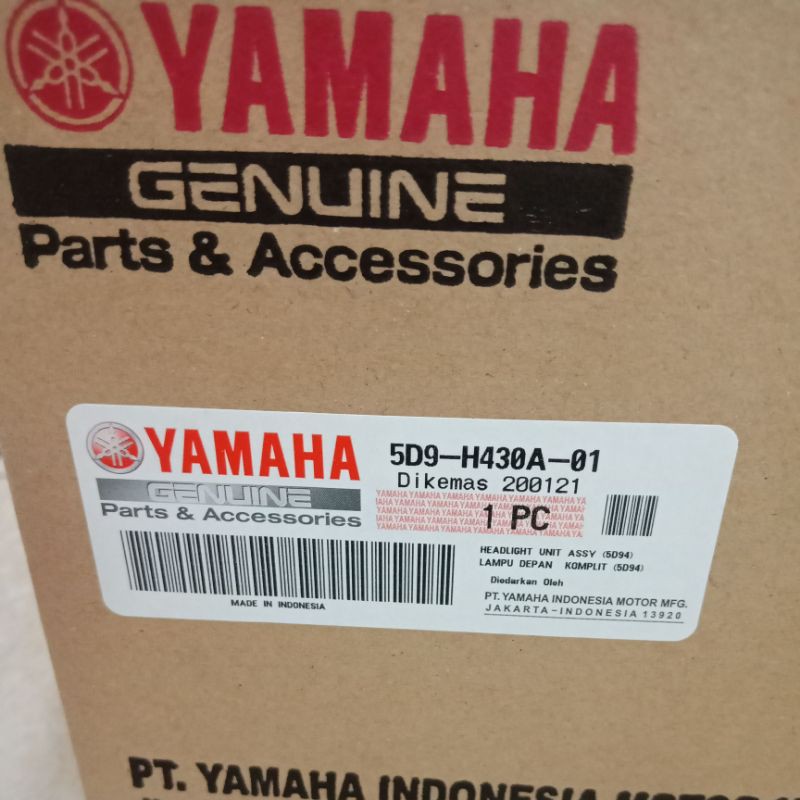 YAMAHA
GENUINE
Parts & Accessories
YAMAHA
GENUINE
Parts & Accessories
5D9-H430A-01
Dikemas 200121
1 PC
HEADLIGHT UNIT ASSY (5D94)
LAMPU DEPAN KOMPLIT (5D94)
Diedarkan Oleh
PT. YAMAHA INDONESIA MOTOR MFG.
JAKARTA-INDONESIA 13920
MADE IN INDONESIA
PT. YAMAHA INDONESIA MOTOR